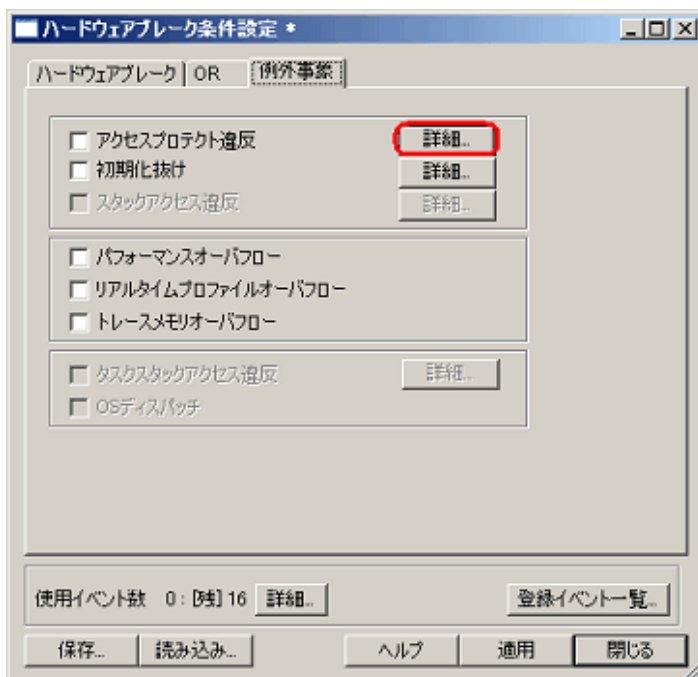 ハードウェアブレーク条件設定 *
ハードウェアブレーク OR 例外事象
アクセスプロテクト違反 詳細...
初期化抜け 詳細...
スタックアクセス違反 詳細...
パフォーマンスオーバフロー
リアルタイムプロファイルオーバフロー
トレースメモリオーバフロー
タスクスタックアクセス違反 詳細...
OSディスパッチ
使用イベント数 0 : [残] 16 詳細... 登録イベント一覧...
保存... 読み込み... ヘルプ 適用 閉じる